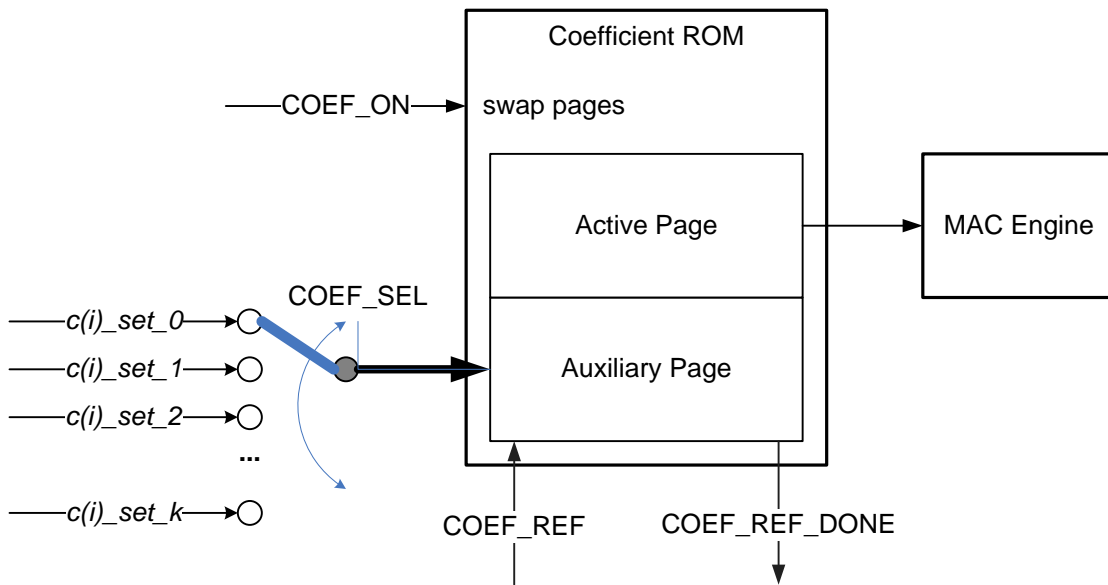 Coefficient ROM
COEF_ON
swap pages
Active Page
MAC Engine
COEF_SEL
c(i)_set_0
c(i)_set_1
Auxiliary Page
c(i)_set_2
...
c(i)_set_k
COEF_REF
COEF_REF_DONE